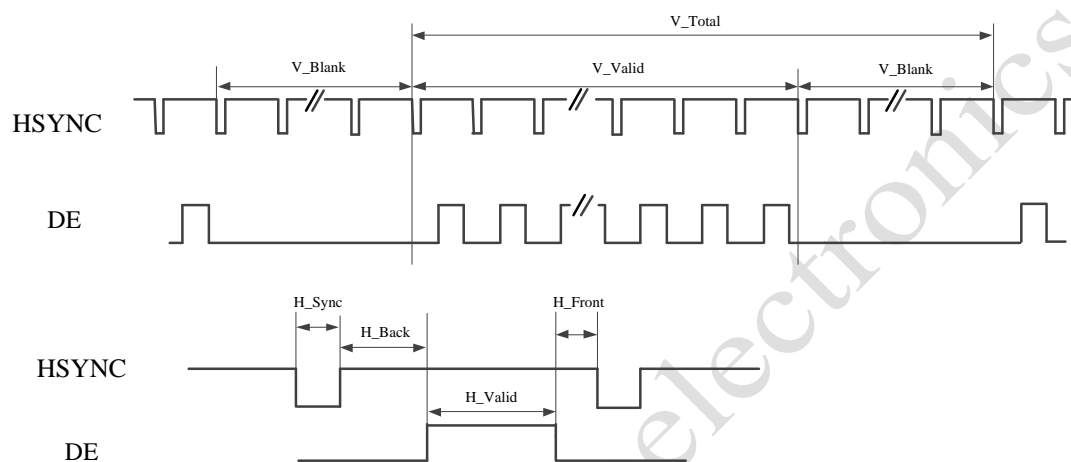 V_Total
V_Blank
V_Valid
V_Blank
HSYNC
DE
H_Sync
H_Front
H_Back
HSYNC
H_Valid
DE
electronics